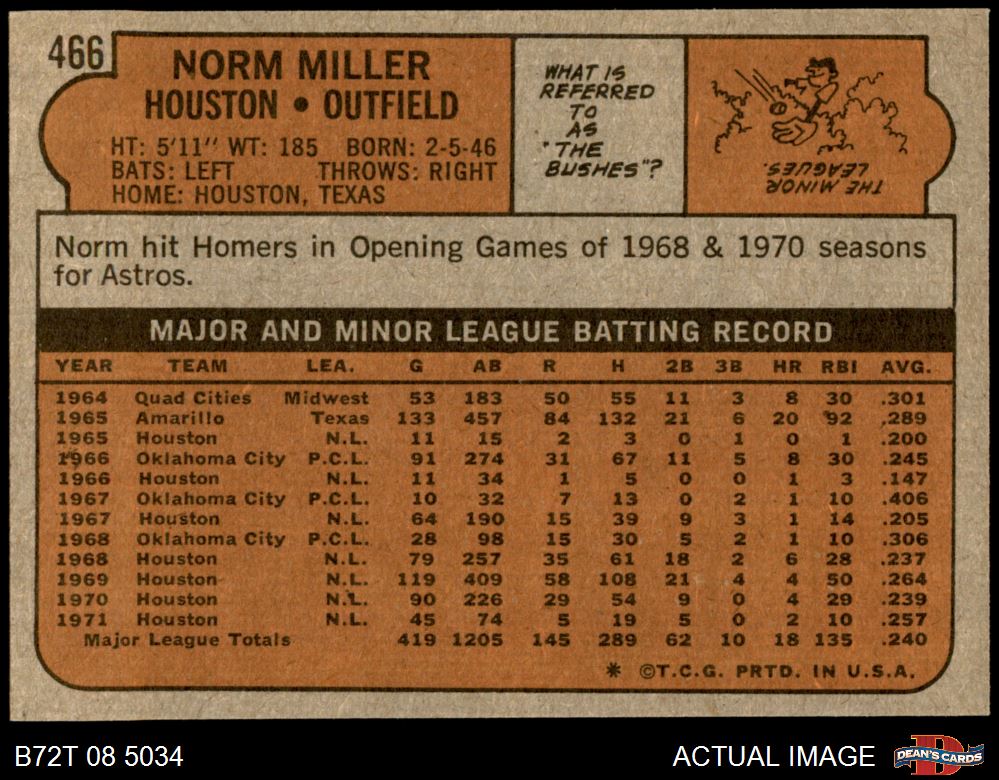 466
NORM MILLER
HOUSTON • OUTFIELD
HT: 5'11" WT: 185 BORN: 2-5-46
BATS: LEFT THROWS: RIGHT
HOME: HOUSTON, TEXAS
WHAT IS
REFERRED
TO
AS
"THE
BUSHES"?
THE MINOR
LEAGUES.
Norm hit Homers in Opening Games of 1968 & 1970 seasons
for Astros.
MAJOR AND MINOR LEAGUE BATTING RECORD
YEAR TEAM LEA. G AB R H 2B 3B HR RBI AVG.
1964 Quad Cities Midwest 53 183 50 55 11 3 8 30 .301
1965 Amarillo Texas 133 457 84 132 21 6 20 92 .289
1965 Houston N.L. 11 15 2 3 0 1 0 1 .200
1966 Oklahoma City P.C.L. 91 274 31 67 11 5 8 30 .245
1966 Houston N.L. 11 34 1 5 0 0 1 3 .147
1967 Oklahoma City P.C.L. 10 32 7 13 0 2 1 10 .406
1967 Houston N.L. 64 190 15 39 9 3 1 14 .205
1968 Oklahoma City P.C.L. 28 98 15 30 5 2 1 10 .306
1968 Houston N.L. 79 257 35 61 18 2 6 28 .237
1969 Houston N.L. 119 409 58 108 21 4 4 50 .264
1970 Houston N.L. 90 226 29 54 9 0 4 29 .239
1971 Houston N.L. 45 74 5 19 5 0 2 10 .257
Major League Totals 419 1205 145 289 62 10 18 135 .240
* ©T.C.G. PRTD. IN U.S.A.
B72T 08 5034
ACTUAL IMAGE
D
DEAN'S CARDS